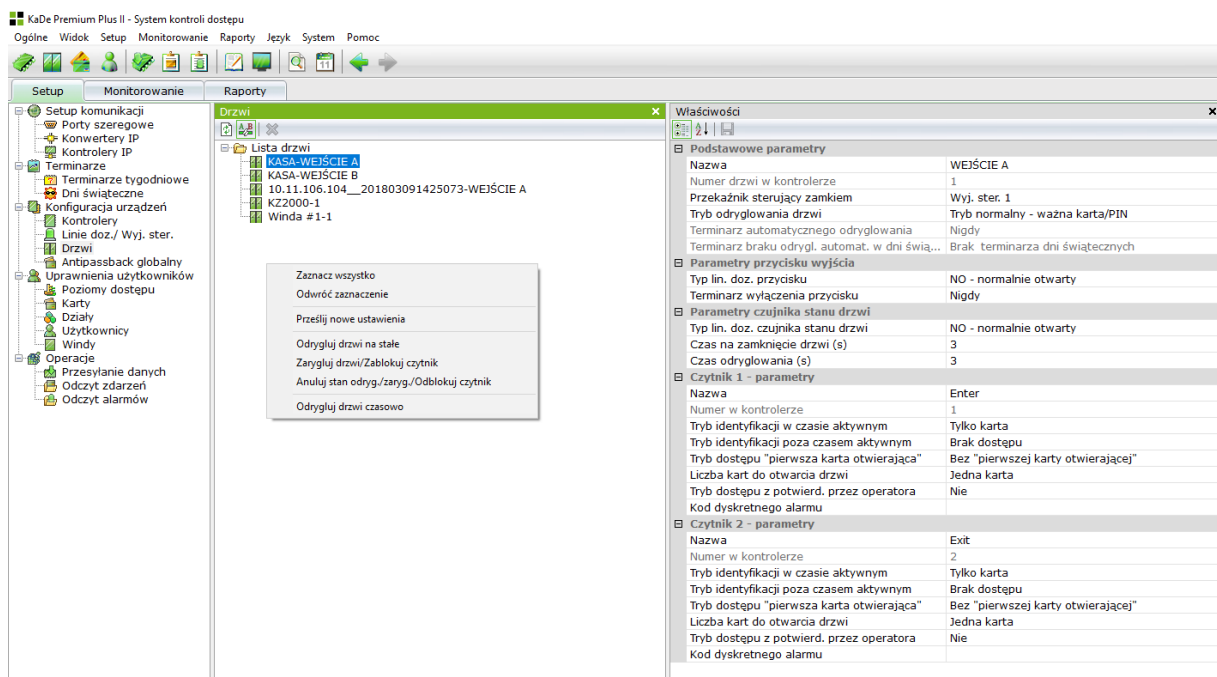 KaDe Premium Plus II - System kontroli dostępu
Ogólne Widok Setup Monitorowanie Raporty Język System Pomoc
Setup Monitorowanie Raporty
Setup komunikacji
Porty szeregowe
Konwertery IP
Kontrolery IP
Terminarze
Terminarze tygodniowe
Dni świąteczne
Konfiguracja urządzeń
Kontrolery
Linie doz./ Wyj. ster.
Drzwi
Antipassback globalny
Uprawnienia użytkowników
Poziomy dostępu
Karty
Działy
Użytkownicy
Windy
Operacje
Przesyłanie danych
Odczyt zdarzeń
Odczyt alarmów
Drzwi
Lista drzwi
KASA-WEJŚCIE A
KASA-WEJŚCIE B
10.11.106.104__201803091425073-WEJŚCIE A
KZ2000-1
Winda #1-1
Zaznacz wszystko
Odwróć zaznaczenie
Prześlij nowe ustawienia
Odrygluj drzwi na stałe
Zarygluj drzwi/Zablokuj czytnik
Anuluj stan odryg./zaryg./Odblokuj czytnik
Odrygluj drzwi czasowo
Właściwości
Podstawowe parametry
Nazwa WEJŚCIE A
Numer drzwi w kontrolerze 1
Przekaźnik sterujący zamkiem Wyj. ster. 1
Tryb odryglowania drzwi Tryb normalny - ważna karta/PIN
Terminarz automatycznego odryglowania Nigdy
Terminarz braku odrygl. automat. w dni świą... Brak terminarza dni świątecznych
Parametry przycisku wyjścia
Typ lin. doz. przycisku NO - normalnie otwarty
Terminarz wyłączenia przycisku Nigdy
Parametry czujnika stanu drzwi
Typ lin. doz. czujnika stanu drzwi NO - normalnie otwarty
Czas na zamknięcie drzwi (s) 3
Czas odryglowania (s) 3
Czytnik 1 - parametry
Nazwa Enter
Numer w kontrolerze 1
Tryb identyfikacji w czasie aktywnym Tylko karta
Tryb identyfikacji poza czasem aktywnym Brak dostępu
Tryb dostępu "pierwsza karta otwierająca" Bez "pierwszej karty otwierającej"
Liczba kart do otwarcia drzwi Jedna karta
Tryb dostępu z potwierd. przez operatora Nie
Kod dyskretnego alarmu
Czytnik 2 - parametry
Nazwa Exit
Numer w kontrolerze 2
Tryb identyfikacji w czasie aktywnym Tylko karta
Tryb identyfikacji poza czasem aktywnym Brak dostępu
Tryb dostępu "pierwsza karta otwierająca" Bez "pierwszej karty otwierającej"
Liczba kart do otwarcia drzwi Jedna karta
Tryb dostępu z potwierd. przez operatora Nie
Kod dyskretnego alarmu